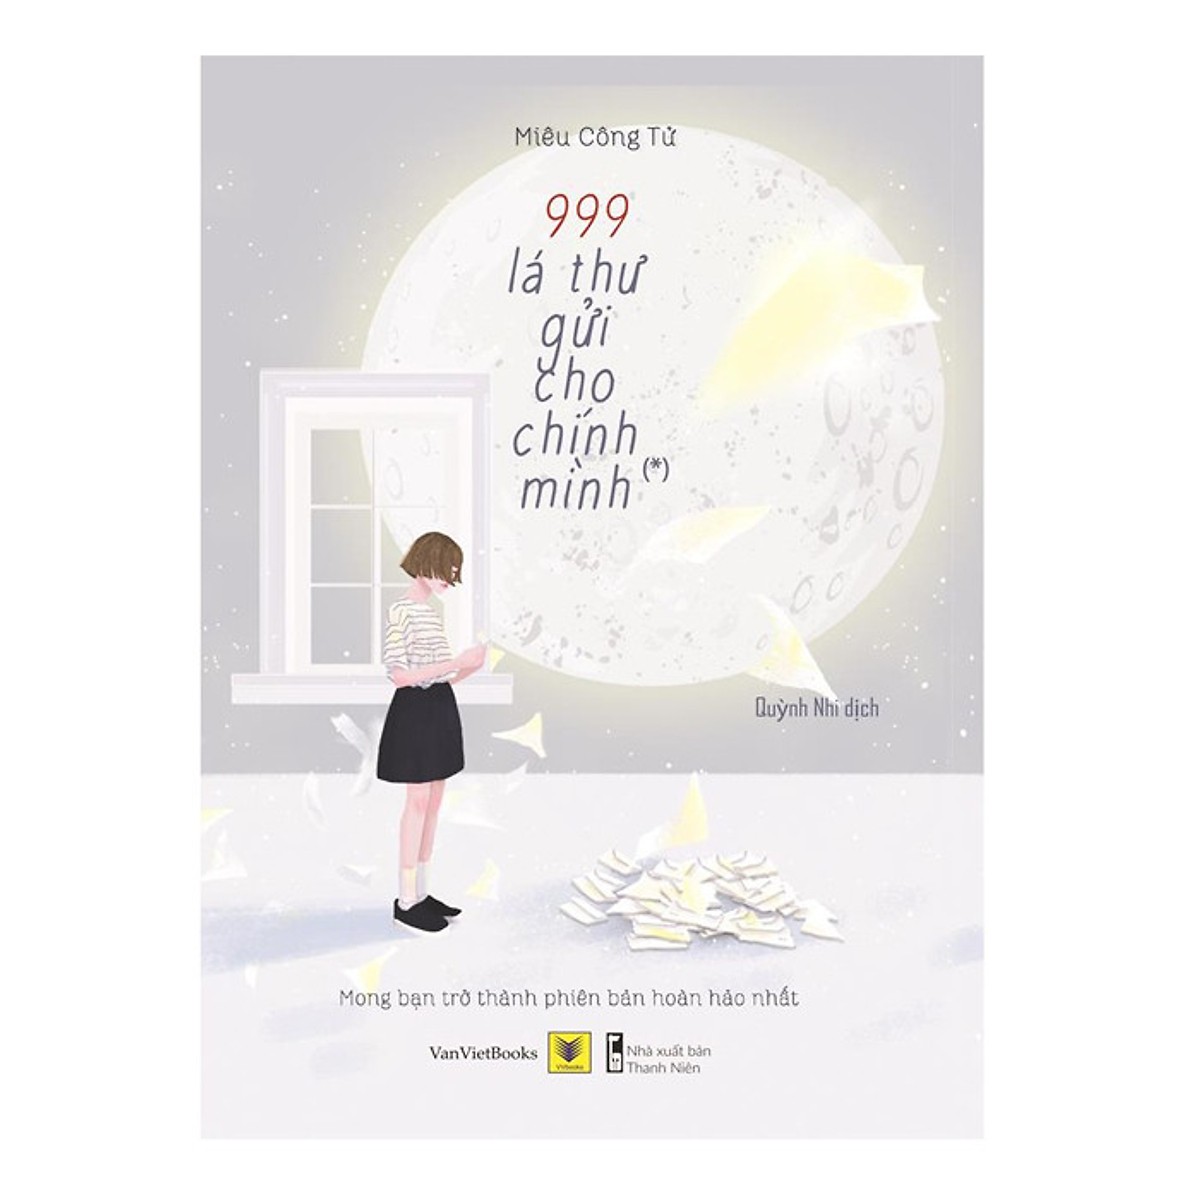 Miêu Công Tử
999
lá thư
gửi
cho
chính
mình (*)
Quỳnh Nhi dịch
Mong bạn trở thành phiên bản hoàn hảo nhất
VanVietBooks
VVbooks
Nhà xuất bản
Thanh Niên